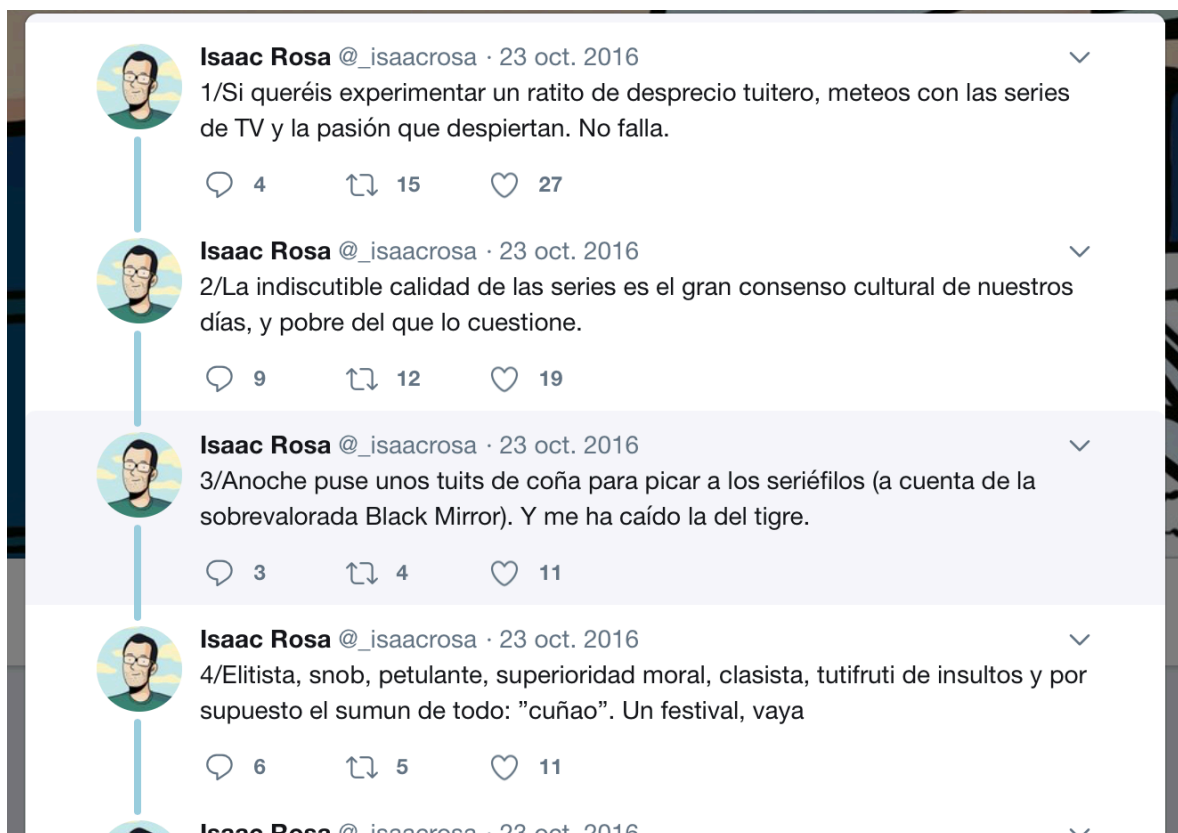 Isaac Rosa @_isaacrosa · 23 oct. 2016
1/Si queréis experimentar un ratito de desprecio tuitero, meteos con las series
de TV y la pasión que despiertan. No falla.
4 15 27
Isaac Rosa @_isaacrosa · 23 oct. 2016
2/La indiscutible calidad de las series es el gran consenso cultural de nuestros
días, y pobre del que lo cuestione.
9 12 19
Isaac Rosa @_isaacrosa · 23 oct. 2016
3/Anoche puse unos tuits de coña para picar a los seriéfilos (a cuenta de la
sobrevalorada Black Mirror). Y me ha caído la del tigre.
3 4 11
Isaac Rosa @_isaacrosa · 23 oct. 2016
4/Elitista, snob, petulante, superioridad moral, clasista, tutifruti de insultos y por
supuesto el sumun de todo: ”cuñao”. Un festival, vaya
6 5 11
Isaac Rosa @_isaacrosa · 23 oct. 2016